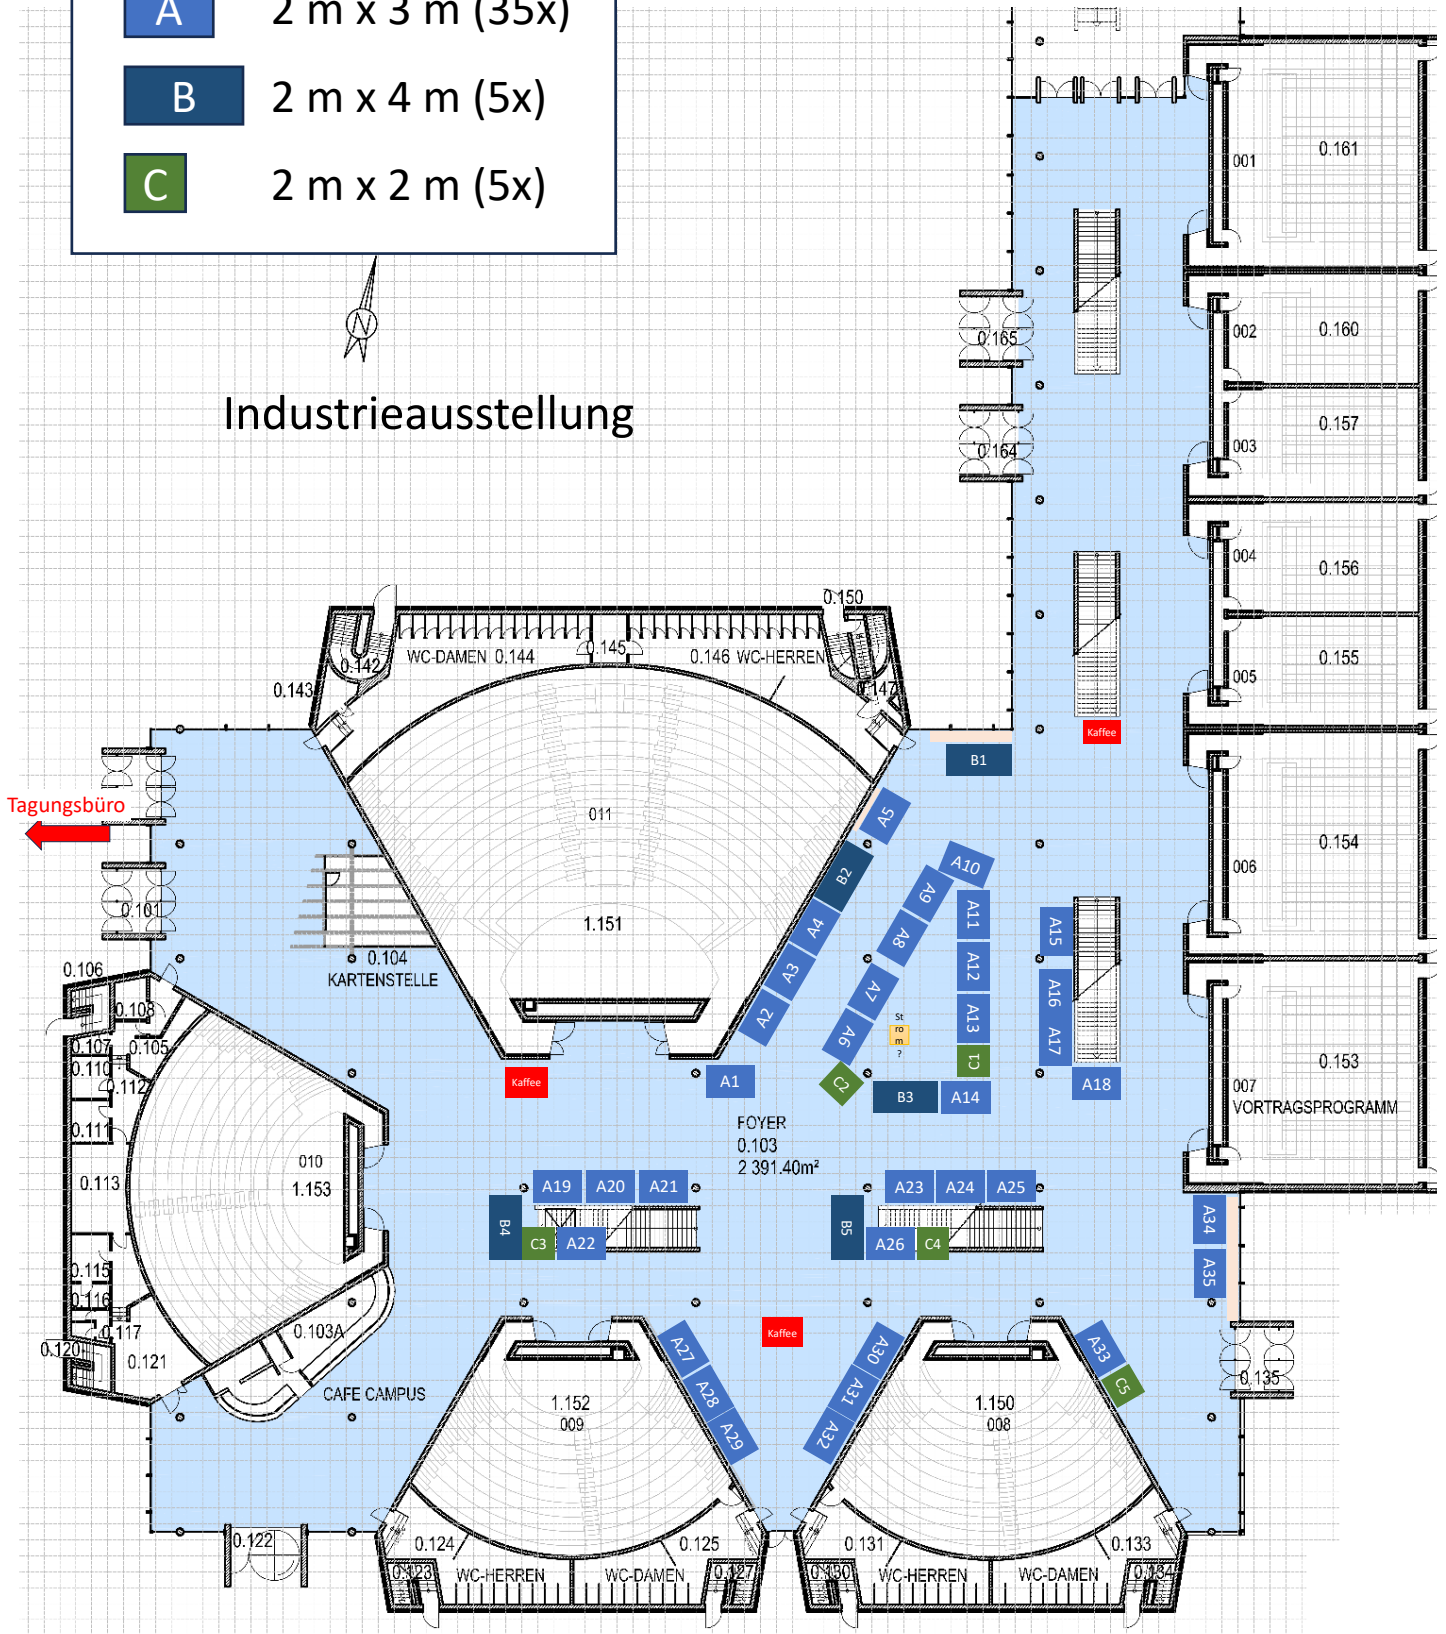 A 2 m x 3 m (35x)
B 2 m x 4 m (5x)
C 2 m x 2 m (5x)
N
Industrieausstellung
001
0.161
002
0.160
0.165
003
0.157
0.164
004
0.156
005
0.155
0.150
0.142
WC-DAMEN 0.144
0.145
0.146 WC-HERREN
0.147
0.143
Kaffee
B1
Tagungsbüro
A5
011
006
0.154
B2
A10
A9
A11
A4
A8
A15
0.101
1.151
0.104
KARTENSTELLE
0.106
A3
A12
A7
A16
0.108
A2
A13
A6
St
ro
m
?
A17
0.107
0.105
0.110
0.112
C1
0.153
Kaffee
A1
C2
B3
A14
A18
007
VORTRAGSPROGRAMM
0.111
FOYER
0.103
2 391.40m²
010
1.153
0.113
A19
A20
A21
A23
A24
A25
B4
C3
A22
B5
A26
C4
A34
A35
0.115
0.116
0.117
0.103A
0.120
0.121
Kaffee
A27
A30
A33
0.135
CAFE CAMPUS
A28
A31
C5
1.152
009
1.150
008
A29
A32
0.122
0.124
0.125
0.131
0.133
0.123
WC-HERREN
WC-DAMEN
0.127
0.130
WC-HERREN
WC-DAMEN
0.134